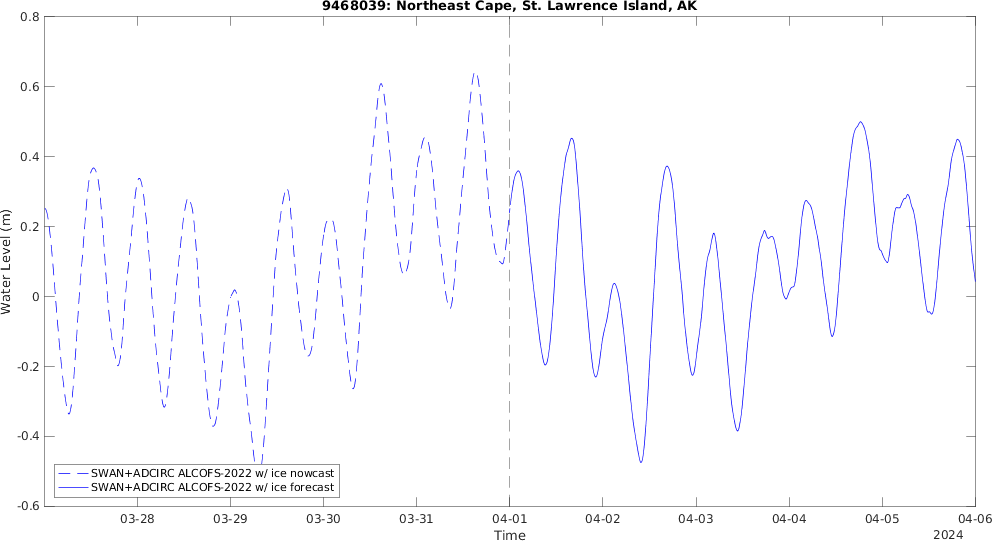 9468039: Northeast Cape, St. Lawrence Island, AK
0.8
0.6
0.4
0.2
0
-0.2
-0.4
-0.6
Water Level (m)
SWAN+ADCIRC ALCOFS-2022 w/ ice nowcast
SWAN+ADCIRC ALCOFS-2022 w/ ice forecast
03-28 03-29 03-30 03-31 04-01 04-02 04-03 04-04 04-05 04-06
Time
2024